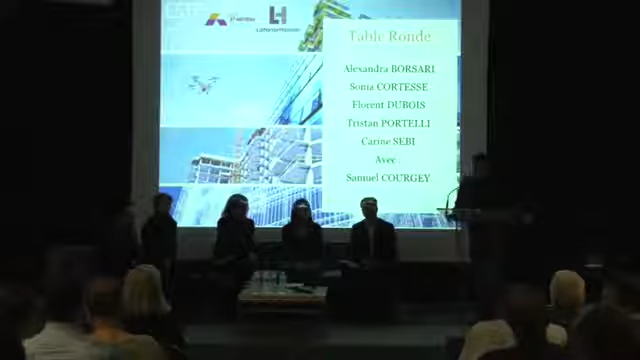 Table Ronde
Alexandra BORSARI
Sonia CORTESSE
Florent DUBOIS
Tristan PORTELLI
Carine SEBI
Avec
Samuel COURGEY